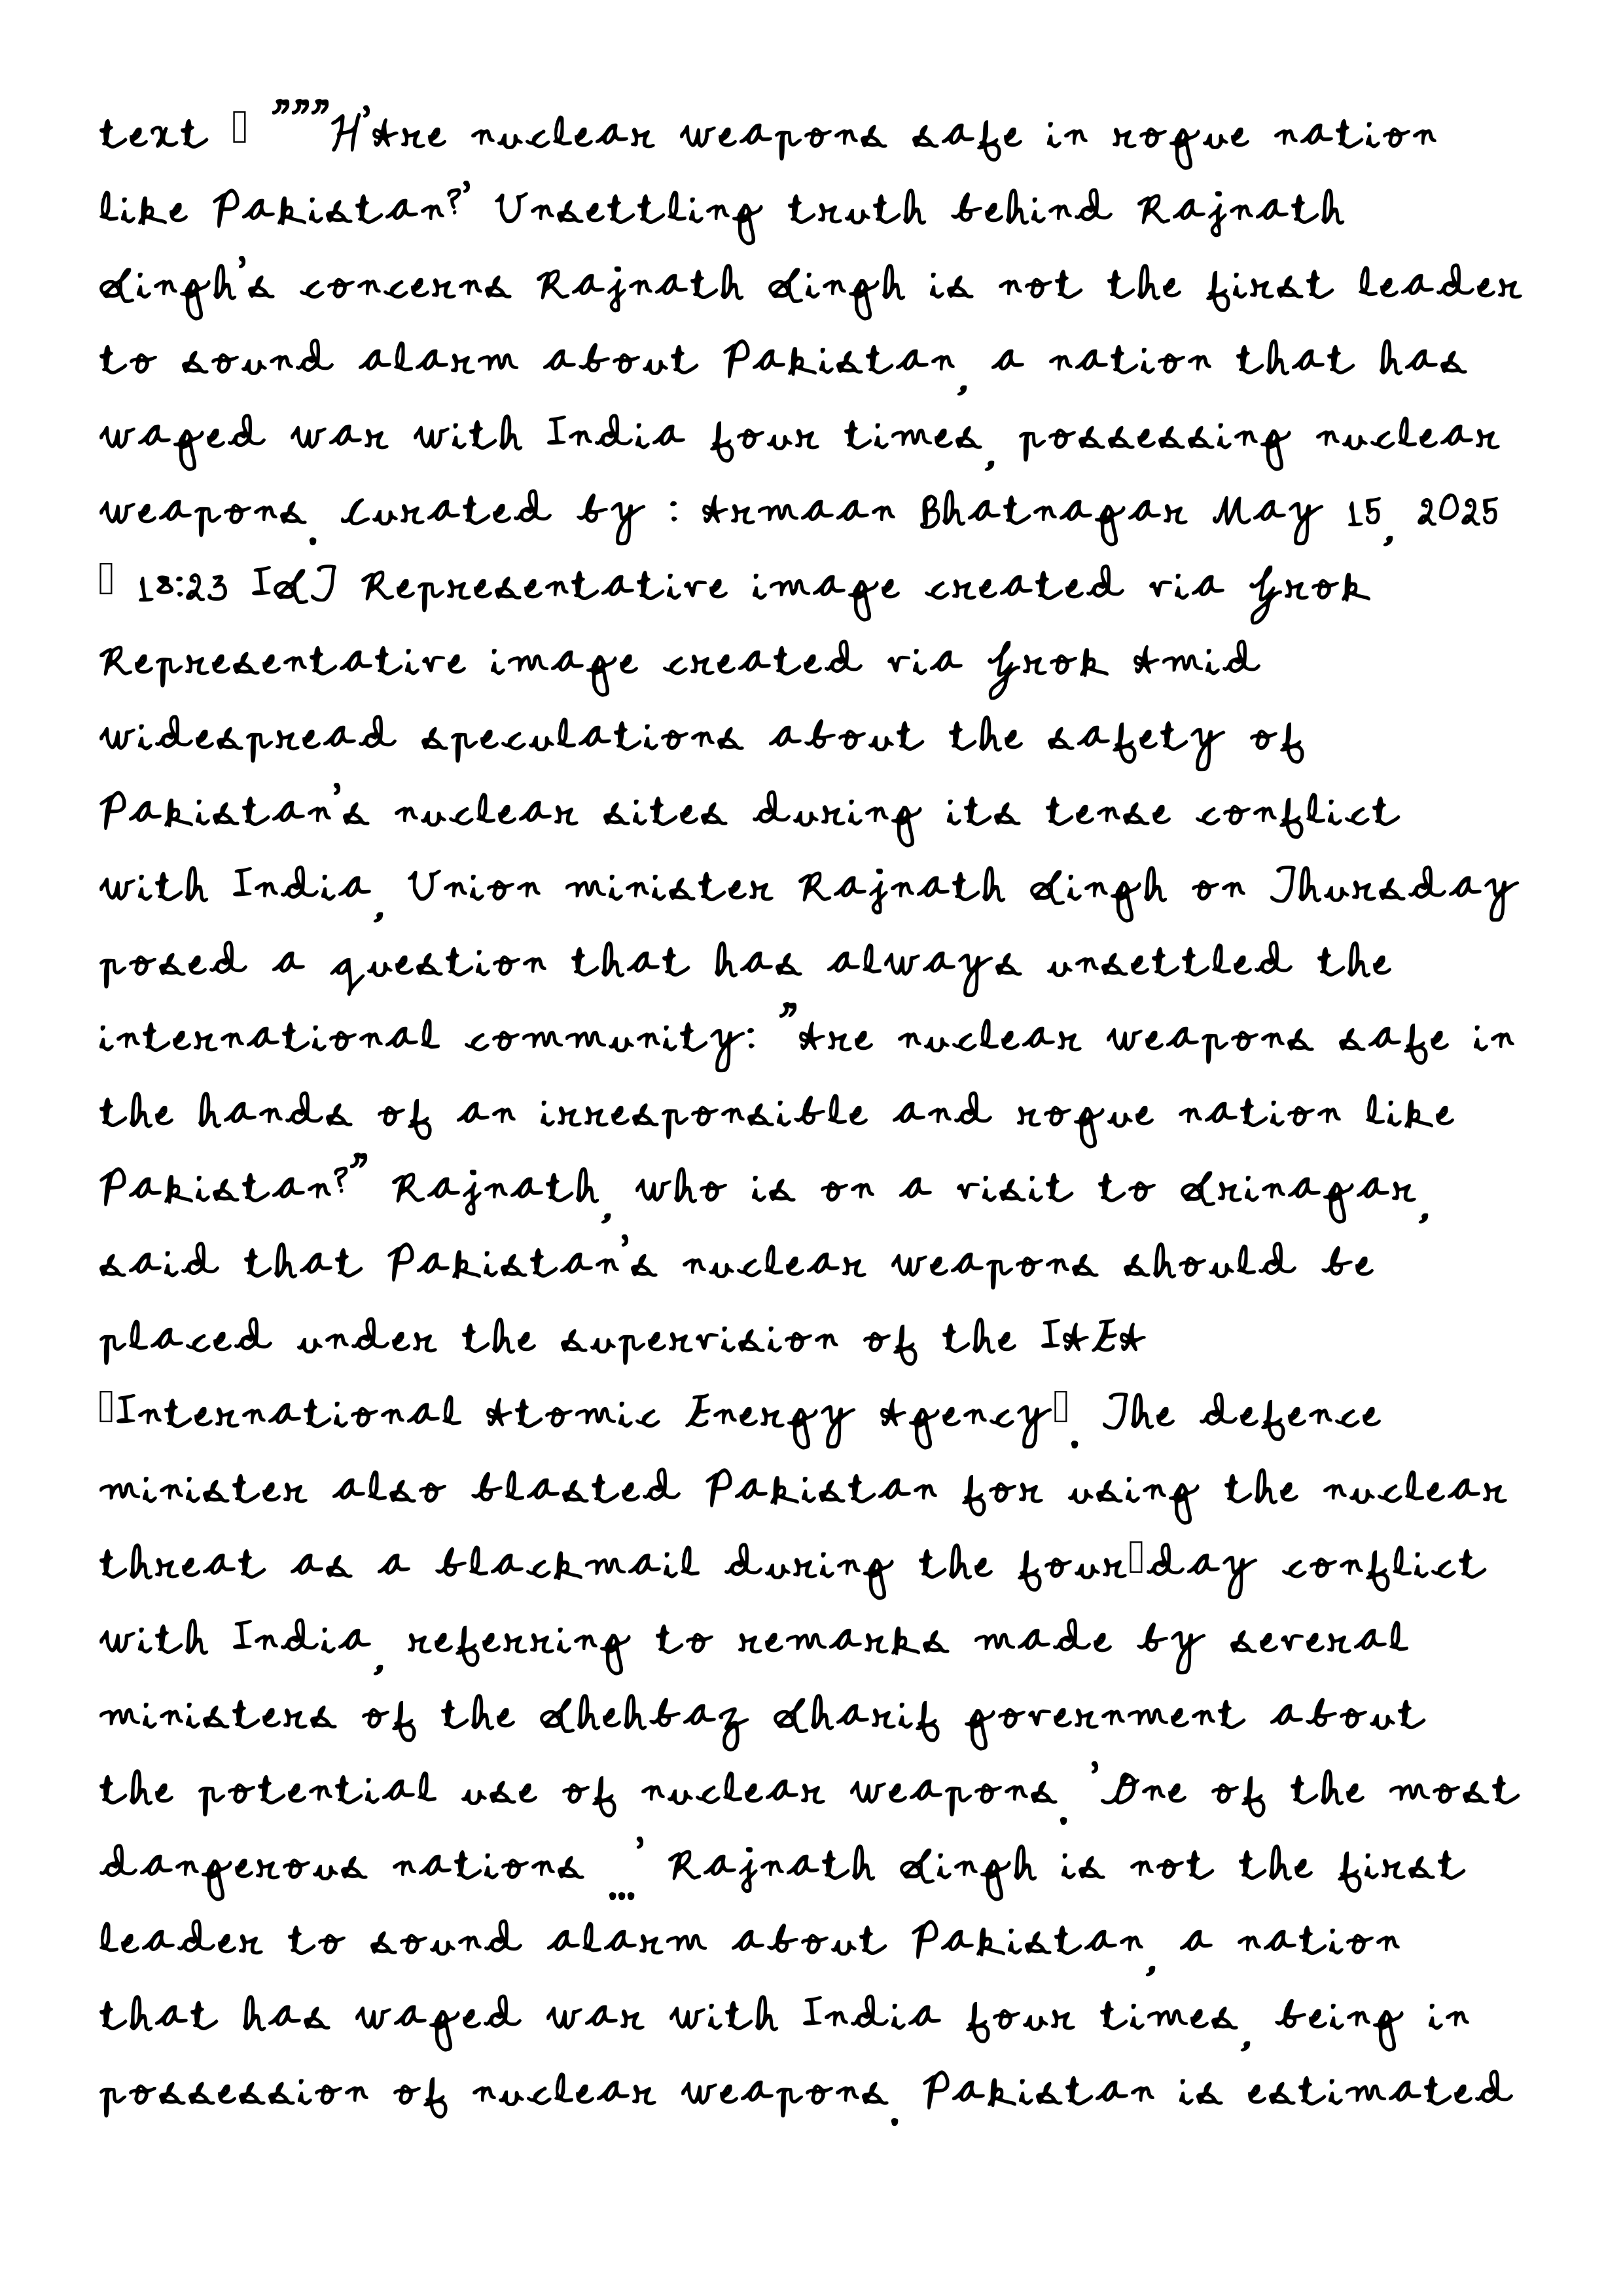 text ▯ """H'Are nuclear weapons safe in rogue nation
like Pakistan?' Unsettling truth behind Rajnath
Singh's concerns Rajnath Singh is not the first leader
to sound alarm about Pakistan, a nation that has
waged war with India four times, possessing nuclear
weapons. Curated by : Armaan Bhatnagar May 15, 2025
▯ 18:23 IST Representative image created via Grok
Representative image created via Grok Amid
widespread speculations about the safety of
Pakistan's nuclear sites during its tense conflict
with India, Union minister Rajnath Singh on Thursday
posed a question that has always unsettled the
international community: "Are nuclear weapons safe in
the hands of an irresponsible and rogue nation like
Pakistan?" Rajnath, who is on a visit to Srinagar,
said that Pakistan's nuclear weapons should be
placed under the supervision of the IAEA
▯International Atomic Energy Agency▯. The defence
minister also blasted Pakistan for using the nuclear
threat as a blackmail during the four▯day conflict
with India, referring to remarks made by several
ministers of the Shehbaz Sharif government about
the potential use of nuclear weapons. 'One of the most
dangerous nations ...' Rajnath Singh is not the first
leader to sound alarm about Pakistan, a nation
that has waged war with India four times, being in
possession of nuclear weapons. Pakistan is estimated